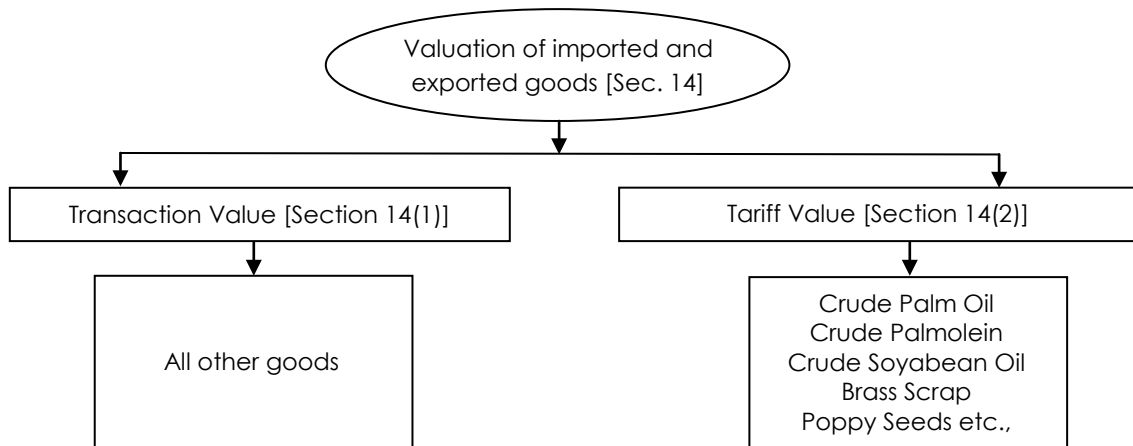 Valuation of imported and
exported goods [Sec. 14]
Transaction Value [Section 14(1)]
Tariff Value [Section 14(2)]
All other goods
Crude Palm Oil
Crude Palmolein
Crude Soyabean Oil
Brass Scrap
Poppy Seeds etc.,